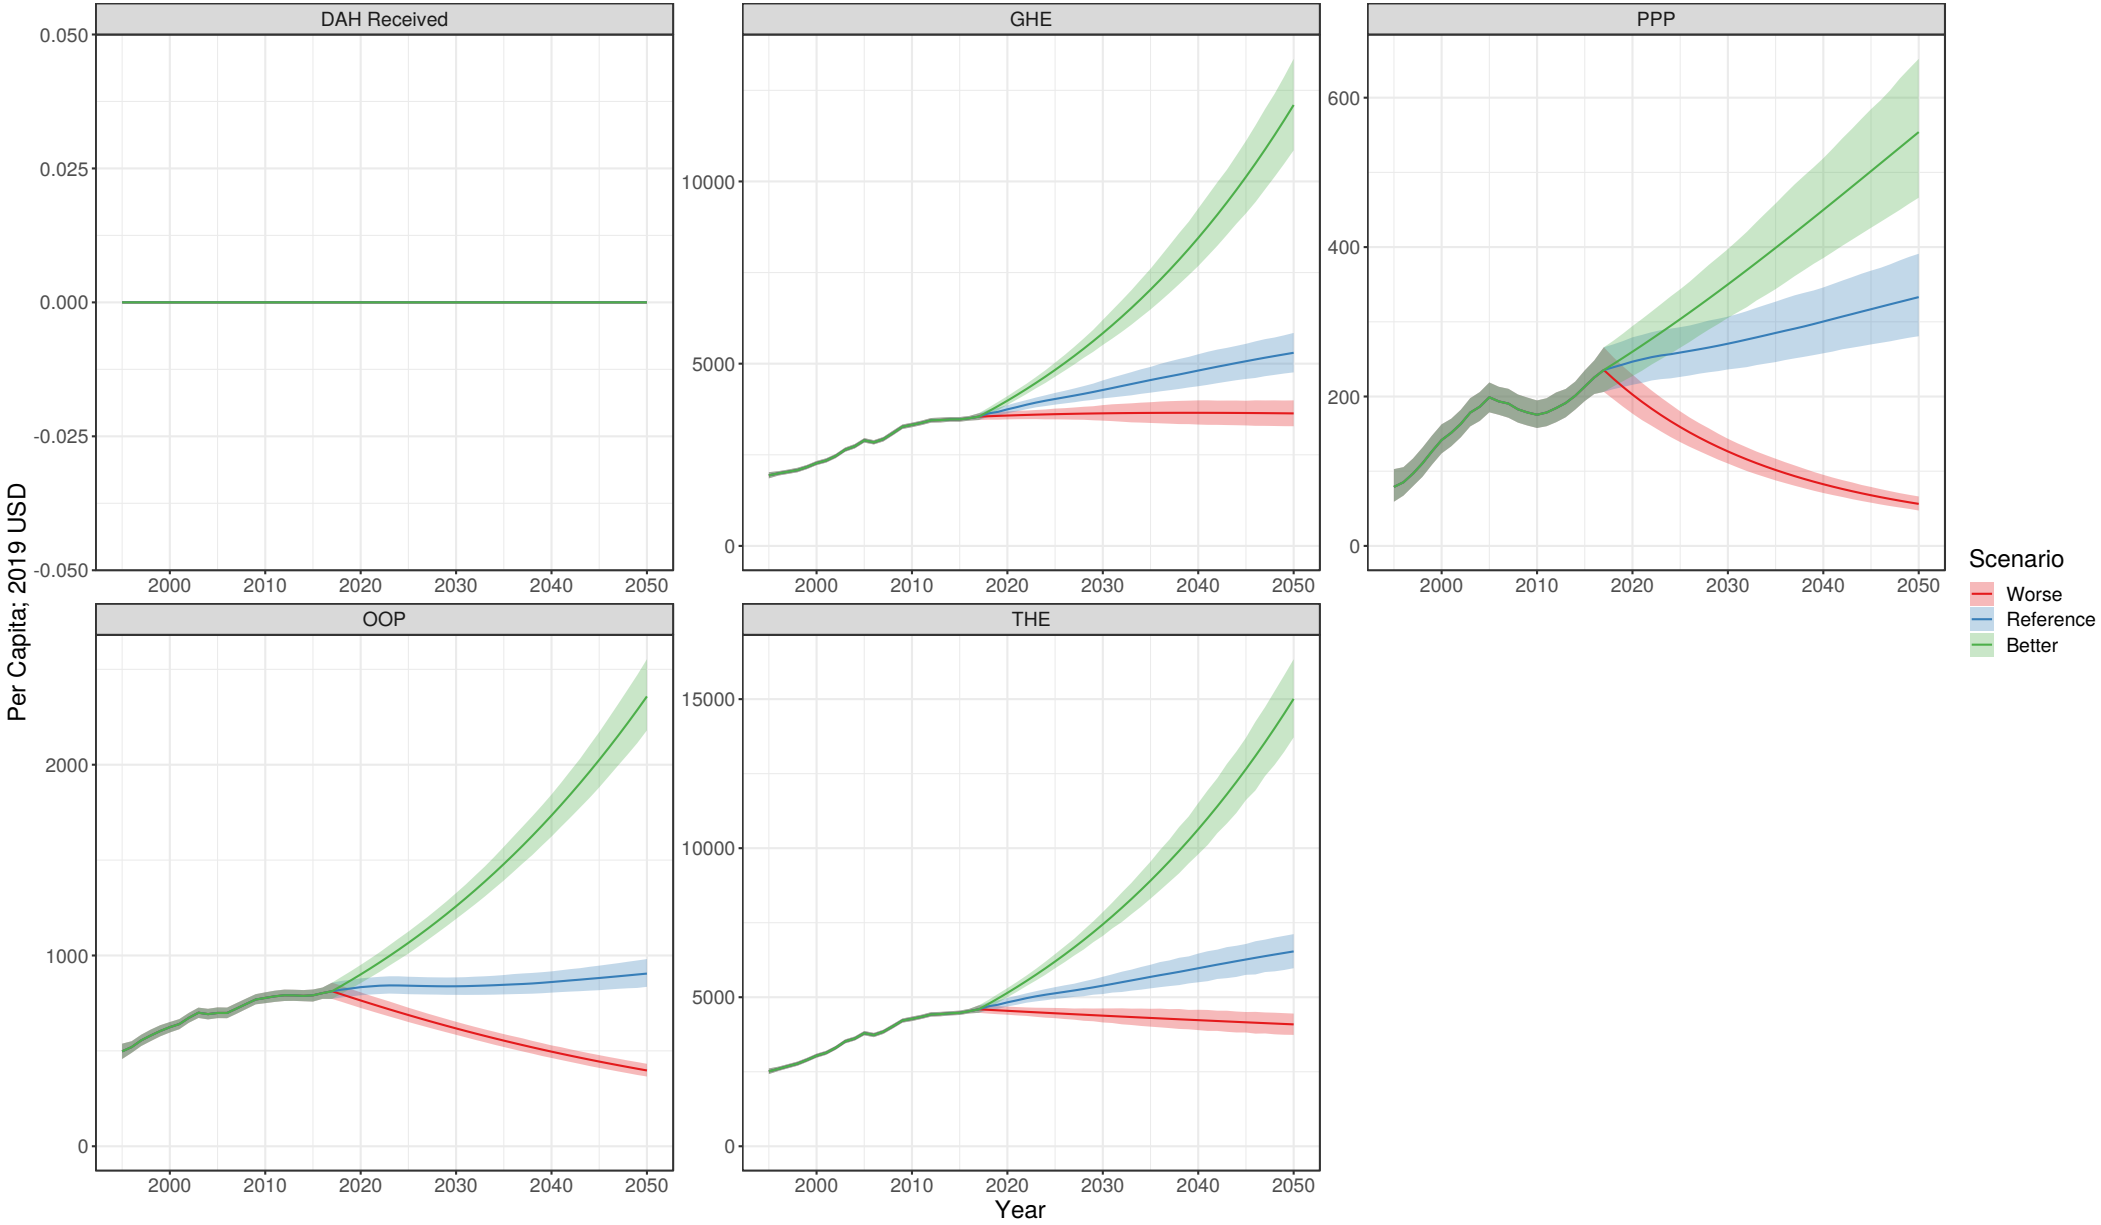 DAH Received
GHE
PPP
0.050
0.025
0.000
-0.025
-0.050
10000
5000
0
600
400
200
0
2000 2010 2020 2030 2040 2050
2000 2010 2020 2030 2040 2050
2000 2010 2020 2030 2040 2050
OOP
THE
2000
1000
0
15000
10000
5000
0
2000 2010 2020 2030 2040 2050
2000 2010 2020 2030 2040 2050
Year
Per Capita; 2019 USD
Scenario
Worse
Reference
Better